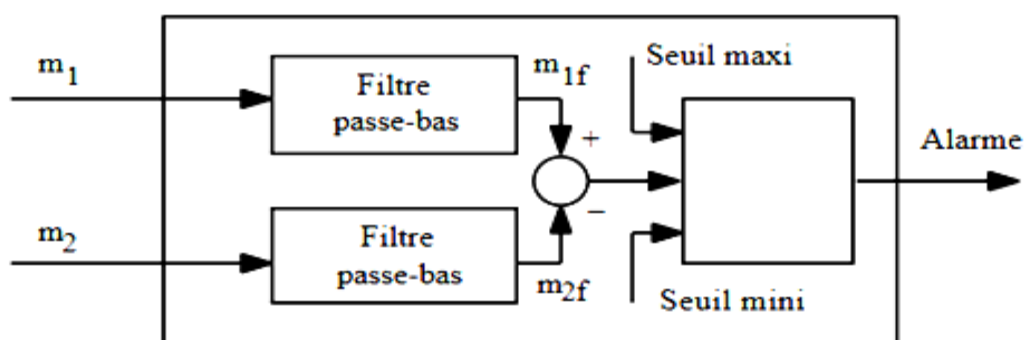 m1
Filtre
passe-bas
m1f
Seuil maxi
+
Alarme
−
m2
Filtre
passe-bas
m2f
Seuil mini